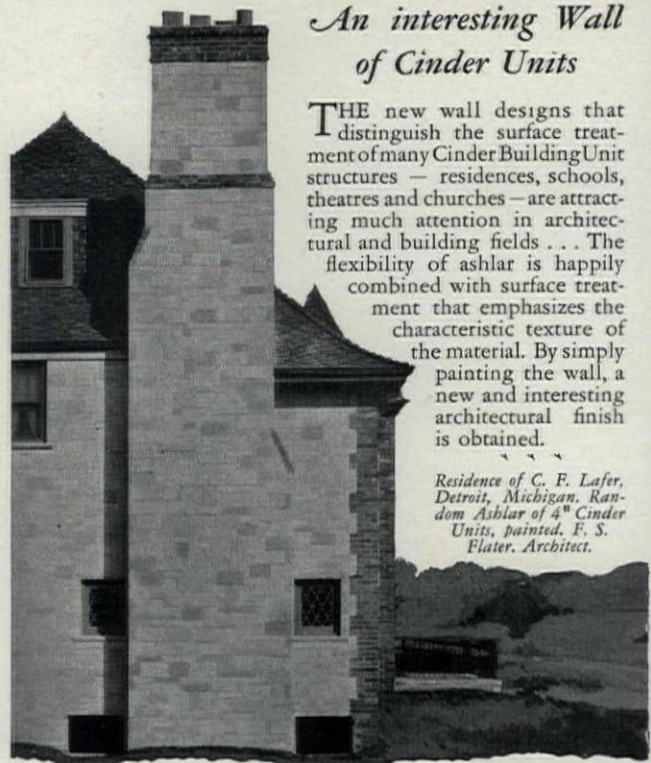 An interesting Wall
of Cinder Units
THE new wall designs that
distinguish the surface treat-
ment of many Cinder Building Unit
structures — residences, schools,
theatres and churches — are attract-
ing much attention in architec-
tural and building fields . . . The
flexibility of ashlar is happily
combined with surface treat-
ment that emphasizes the
characteristic texture of
the material. By simply
painting the wall, a
new and interesting
architectural finish
is obtained.
Residence of C. F. Lafer,
Detroit, Michigan. Ran-
dom Ashlar of 4" Cinder
Units, painted. F. S.
Flater. Architect.